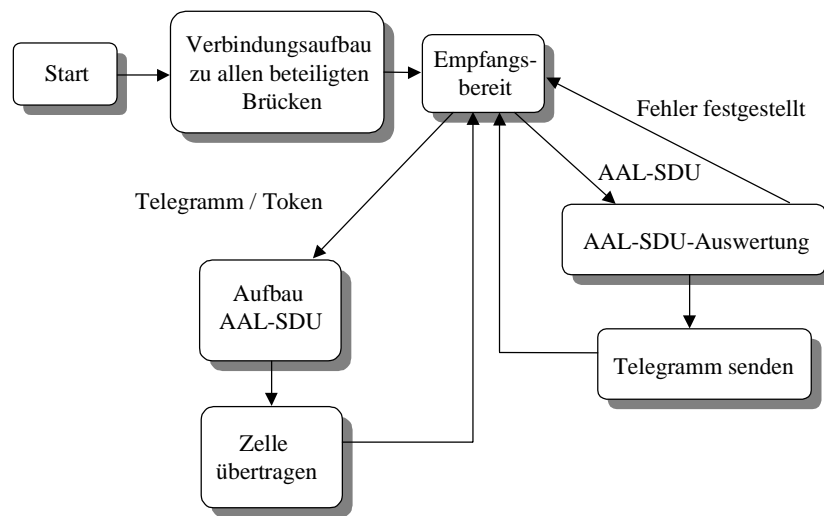 Start
Verbindungsaufbau
zu allen beteiligten
Brücken
Empfangs-
bereit
Fehler festgestellt
AAL-SDU
Telegramm / Token
AAL-SDU-Auswertung
Aufbau
AAL-SDU
Telegramm senden
Zelle
übertragen